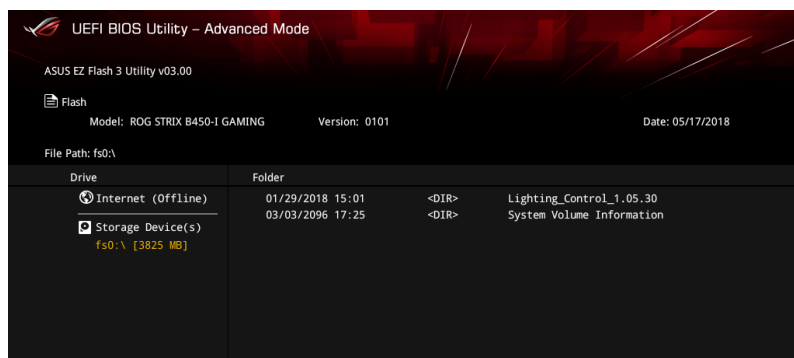 UEFI BIOS Utility – Advanced Mode
ASUS EZ Flash 3 Utility v03.00
Flash
Model: ROG STRIX B450-I GAMING Version: 0101 Date: 05/17/2018
File Path: fs0:\
Drive Folder
Internet (Offline) 01/29/2018 15:01 <DIR> Lighting_Control_1.05.30
03/03/2096 17:25 <DIR> System Volume Information
Storage Device(s)
fs0:\ [3825 MB]